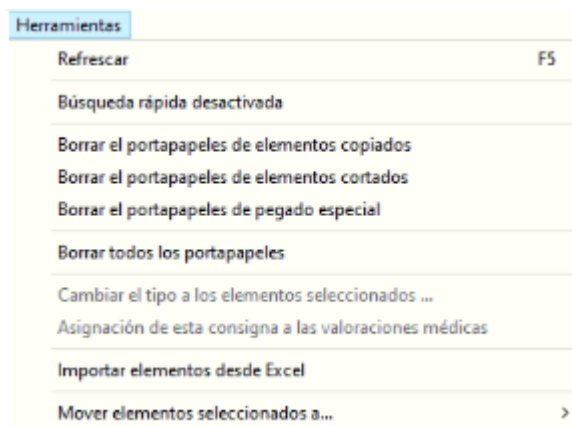 Herramientas
Refrescar F5
Búsqueda rápida desactivada
Borrar el portapapeles de elementos copiados
Borrar el portapapeles de elementos cortados
Borrar el portapapeles de pegado especial
Borrar todos los portapapeles
Cambiar el tipo a los elementos seleccionados ...
Asignación de esta consigna a las valoraciones médicas
Importar elementos desde Excel
Mover elementos seleccionados a... >